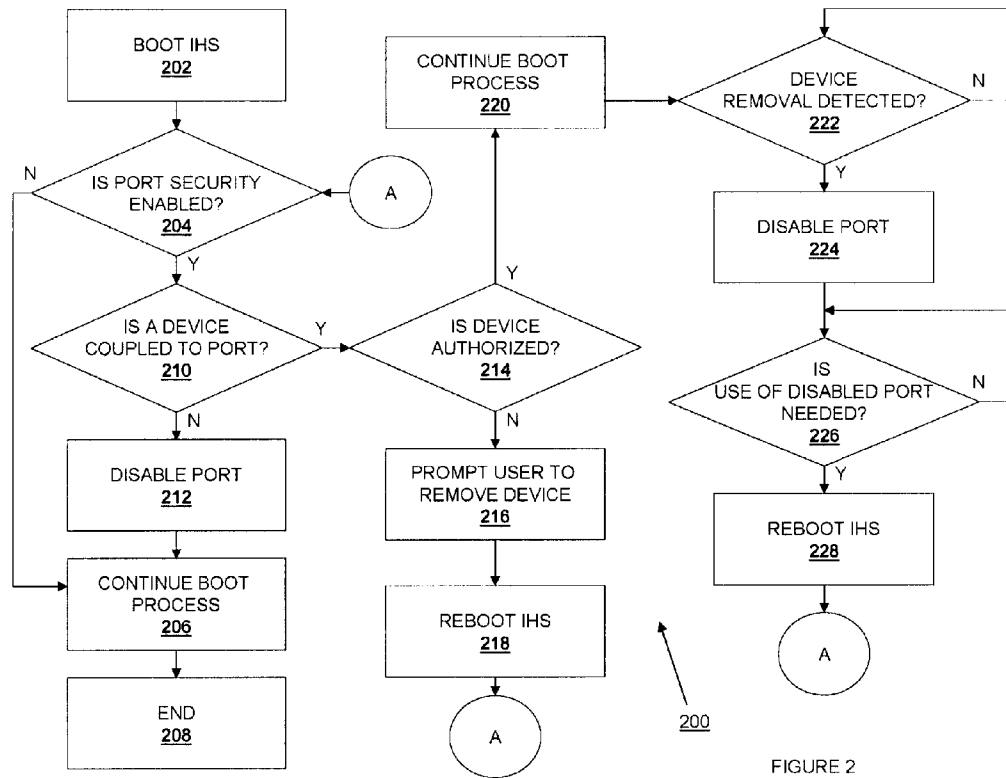 BOOT IHS
202
IS PORT SECURITY
ENABLED?
204
N
Y
A
IS A DEVICE
COUPLED TO PORT?
210
Y
N
DISABLE PORT
212
CONTINUE BOOT
PROCESS
206
END
208
CONTINUE BOOT
PROCESS
220
Y
IS DEVICE
AUTHORIZED?
214
N
PROMPT USER TO
REMOVE DEVICE
216
REBOOT IHS
218
A
DEVICE
REMOVAL DETECTED?
222
N
Y
DISABLE PORT
224
IS
USE OF DISABLED PORT
NEEDED?
226
N
Y
REBOOT IHS
228
A
200
FIGURE 2